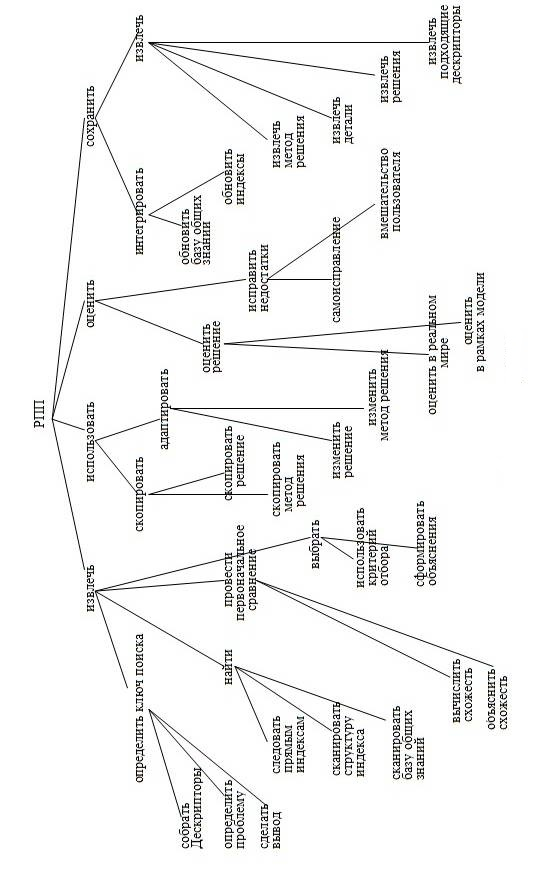 РПП
извлечь
использовать
оценить
сохранить
определить ключ поиска
собрать
Дескрипторы
определить
проблему
сделать
вывод
найти
следовать
прямым
индексам
сканировать
структуру
индекса
сканировать
базу общих
знаний
провести
первоначальное
сравнение
вычислить
схожесть
объяснить
схожесть
выбрать
использовать
критерий
отбора
сформировать
объяснения
скопировать
скопировать
решение
скопировать
метод
решения
адаптировать
изменить
решение
изменить
метод решения
оценить
решение
оценить в реальном
мире
оценить
в рамках модели
исправить
недостатки
самоисправление
вмешательство
пользователя
интегрировать
обновить
базу общих
знаний
обновить
индексы
извлечь
извлечь
метод
решения
извлечь
детали
извлечь
решения
извлечь
подходящие
дескрипторы